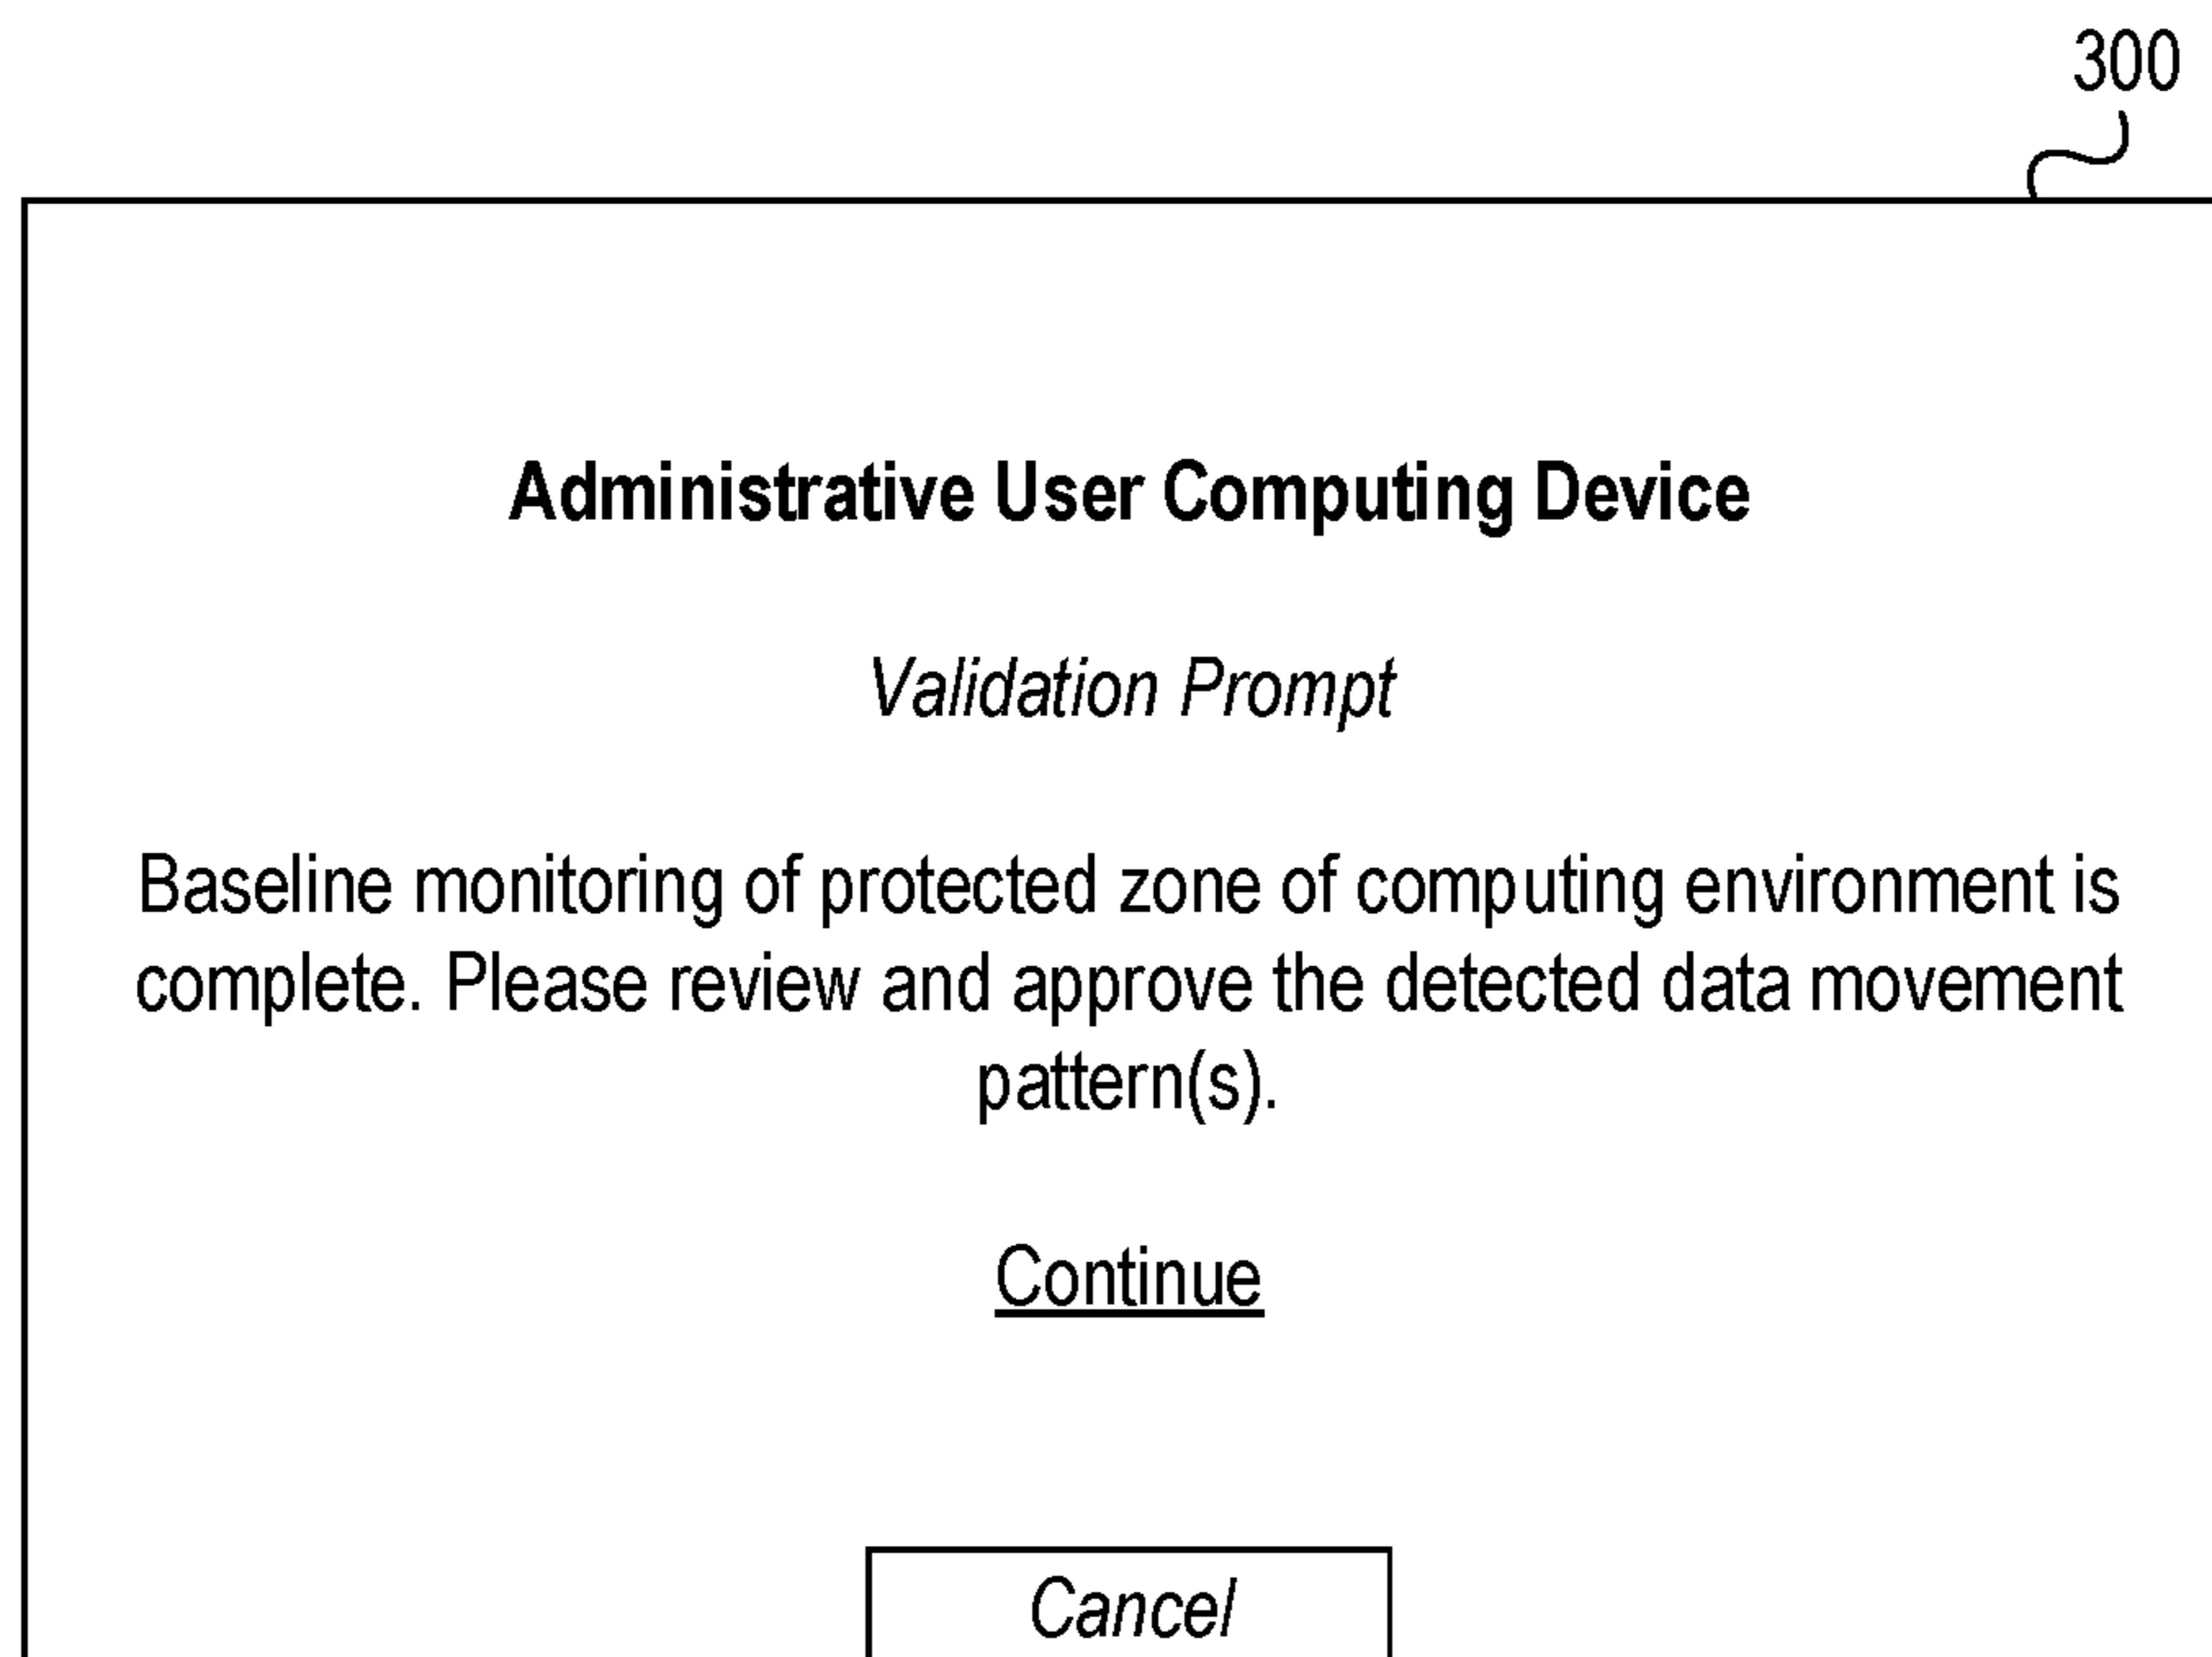 300
Administrative User Computing Device
Validation Prompt
Baseline monitoring of protected zone of computing environment is
complete. Please review and approve the detected data movement
pattern(s).
Continue
Cancel